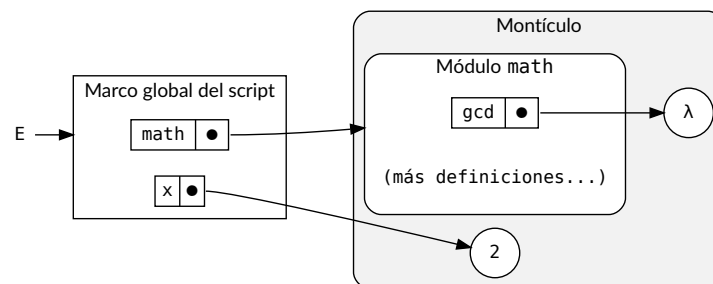 Montículo
Módulo math
Marco global del script
gcd
λ
math
E
(más definiciones...)
x
2